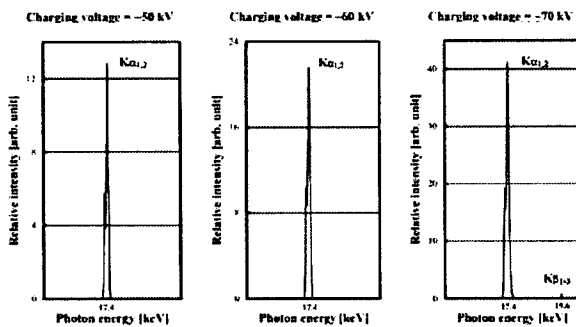 Charging voltage = −50 kV
Relative intensity [arb. unit]
12
8
4
0
Kα1,2
17.4
Photon energy [keV]
Charging voltage = −60 kV
Relative intensity [arb. unit]
24
16
8
0
Kα1,2
17.4
Photon energy [keV]
Charging voltage = −70 kV
Relative intensity [arb. unit]
40
30
20
10
0
Kα1,2
Kβ1-3
17.4
19.6
Photon energy [keV]